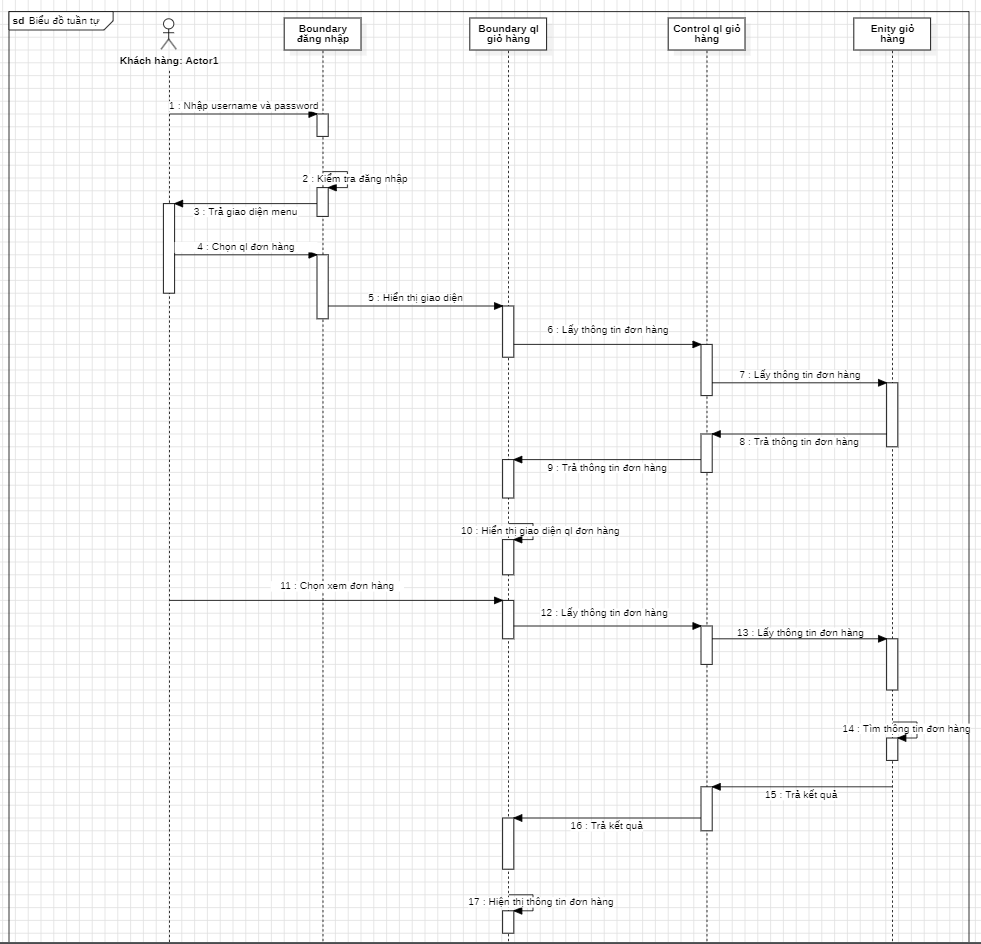 sd Biểu đồ tuần tự
Boundary
đăng nhập
Boundary ql
giỏ hàng
Control ql giỏ
hàng
Enity giỏ
hàng
Khách hàng: Actor1
1 : Nhập username và password
2 : Kiểm tra đăng nhập
3 : Trả giao diện menu
4 : Chọn ql đơn hàng
5 : Hiển thị giao diện
6 : Lấy thông tin đơn hàng
7 : Lấy thông tin đơn hàng
8 : Trả thông tin đơn hàng
9 : Trả thông tin đơn hàng
10 : Hiển thị giao diện ql đơn hàng
11 : Chọn xem đơn hàng
12 : Lấy thông tin đơn hàng
13 : Lấy thông tin đơn hàng
14 : Tìm thông tin đơn hàng
15 : Trả kết quả
16 : Trả kết quả
17 : Hiện thị thông tin đơn hàng